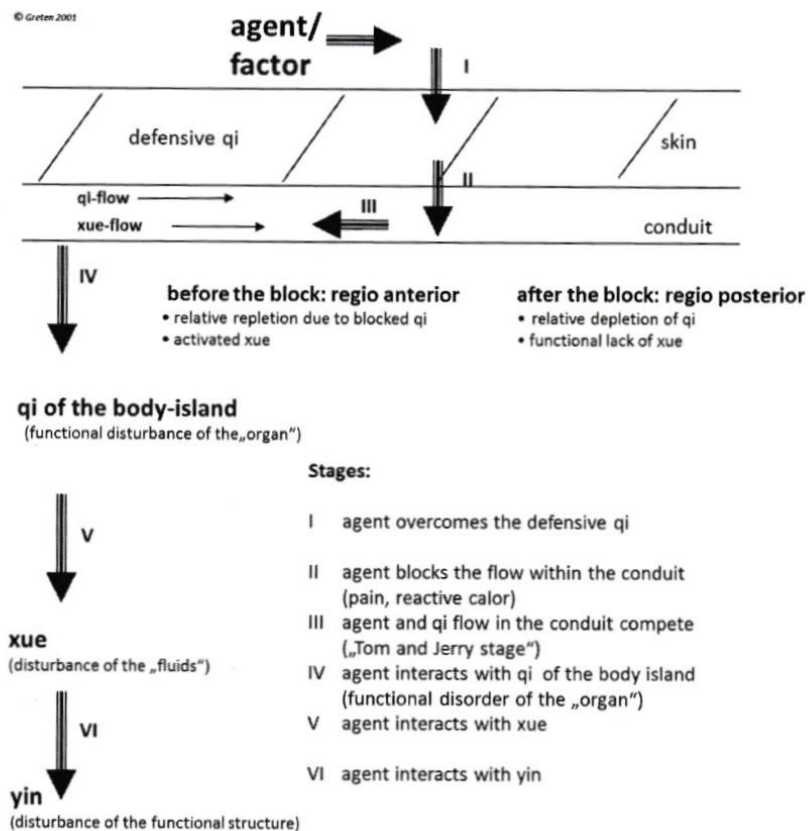 © Greten 2001
agent/
factor
I
defensive qi
skin
II
qi-flow
III
xue-flow
conduit
IV
before the block: regio anterior
• relative repletion due to blocked qi
• activated xue
after the block: regio posterior
• relative depletion of qi
• functional lack of xue
qi of the body-island
(functional disturbance of the„organ“)
Stages:
I agent overcomes the defensive qi
V
II agent blocks the flow within the conduit
(pain, reactive calor)
III agent and qi flow in the conduit compete
(„Tom and Jerry stage“)
xue
(disturbance of the „fluids“)
IV agent interacts with qi of the body island
(functional disorder of the „organ“)
V agent interacts with xue
VI
VI agent interacts with yin
yin
(disturbance of the functional structure)